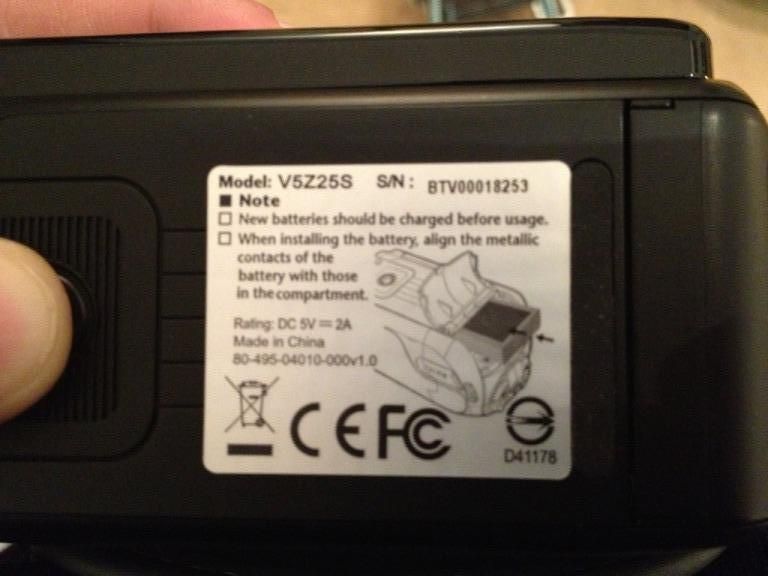 Model: V5Z25S S/N: BTV00018253
■ Note
□ New batteries should be charged before usage.
□ When installing the battery, align the metallic
contacts of the
battery with those
in the compartment.
Rating: DC 5V ⎓ 2A
Made in China
80-495-04010-000v1.0
CE FC
D41178